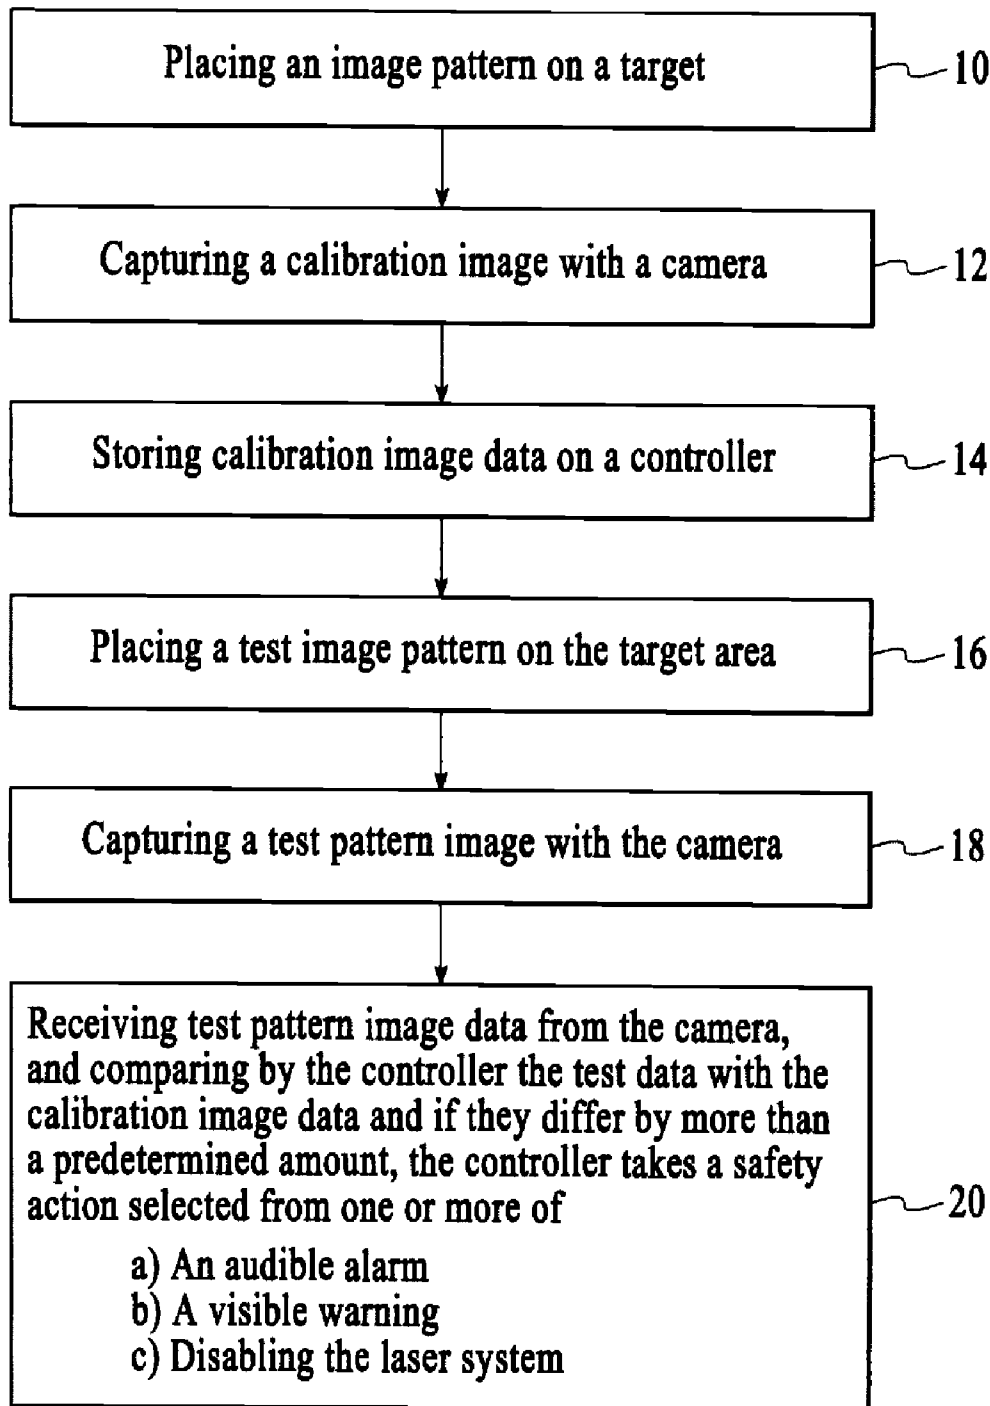 Placing an image pattern on a target
10
Capturing a calibration image with a camera
12
Storing calibration image data on a controller
14
Placing a test image pattern on the target area
16
Capturing a test pattern image with the camera
18
Receiving test pattern image data from the camera,
and comparing by the controller the test data with the
calibration image data and if they differ by more than
a predetermined amount, the controller takes a safety
action selected from one or more of
20
a) An audible alarm
b) A visible warning
c) Disabling the laser system